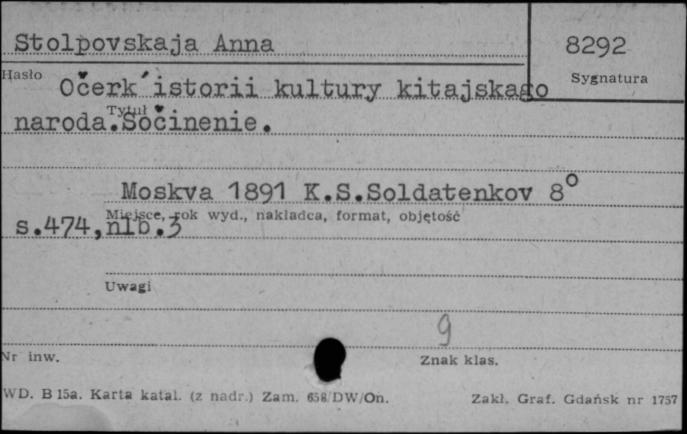 Stolpovskaja Anna 8292
Hasło Sygnatura
Očerk istorii kultury kitajskago
Tytuł
naroda. Sočinenie.
Moskva 1891 K.S.Soldatenkov 8°
Miejsce, rok wyd., nakładca, format, objętość
s.474,nlb.3
Uwagi
9
Nr inw. Znak klas.
WD. B 15a. Karta katal. (z nadr.) Zam. 658/DW/On. Zakł. Graf. Gdańsk nr 1757